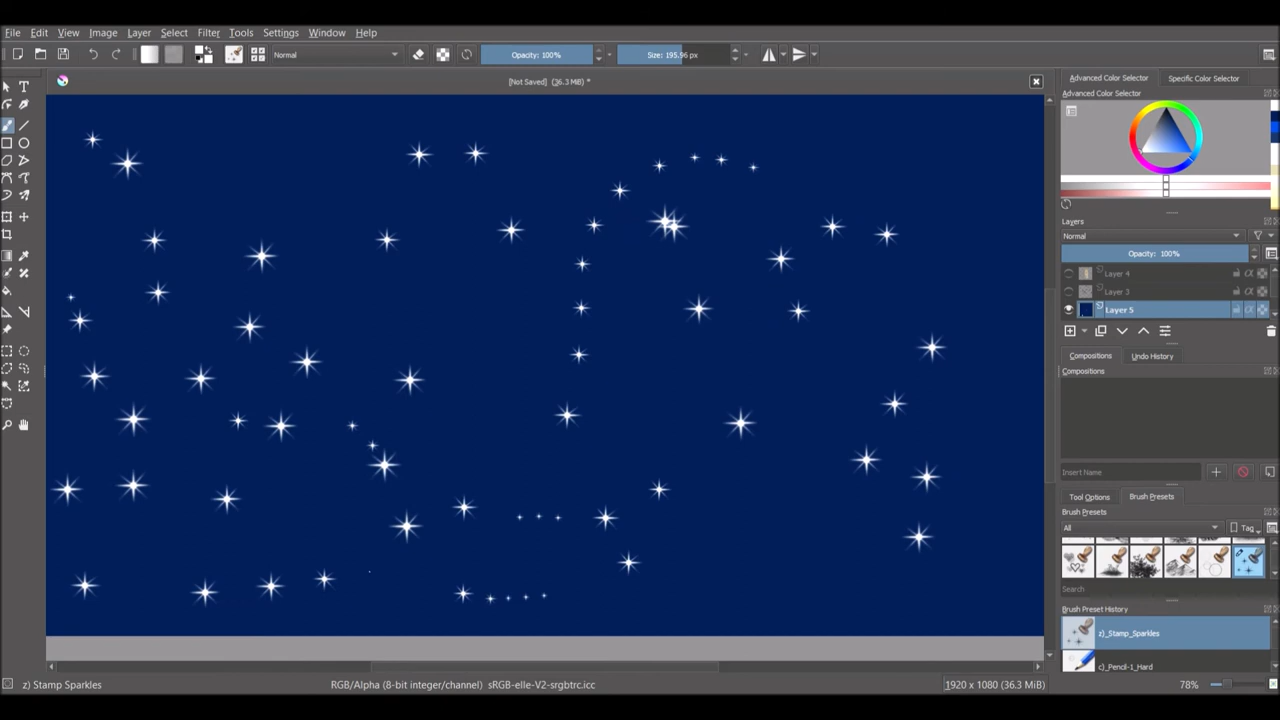 File Edit View Image Layer Select Filter Tools Settings Window Help
Normal Opacity: 100% Size: 195.96 px
[Not Saved] (36.3 MiB) *
Advanced Color Selector Specific Color Selector
Advanced Color Selector
Layers
Normal
Opacity: 100%
Layer 4
Layer 3
Layer 5
Compositions Undo History
Compositions
Insert Name
Tool Options Brush Presets
Brush Presets
All Tag
Search
Brush Preset History
z)_Stamp_Sparkles
c)_Pencil-1_Hard
z) Stamp Sparkles RGB/Alpha (8-bit integer/channel) sRGB-elle-V2-srgbtrc.icc 1920 x 1080 (36.3 MiB) 78%